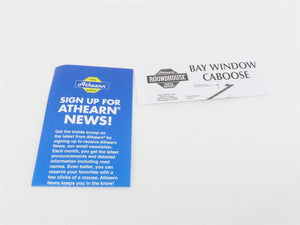 Athearn
SIGN UP FOR
ATHEARN®
NEWS!
Get the inside scoop on
the latest from Athearn® by
signing up to receive Athearn
News, our email newsletter.
Each month, you get the latest
announcements and detailed
information including road
names. Even better, you can
reserve your favorites with a
few clicks of a mouse. Athearn
News keeps you in the know!
Athearn
ROUNDHOUSE
BAY WINDOW
CABOOSE